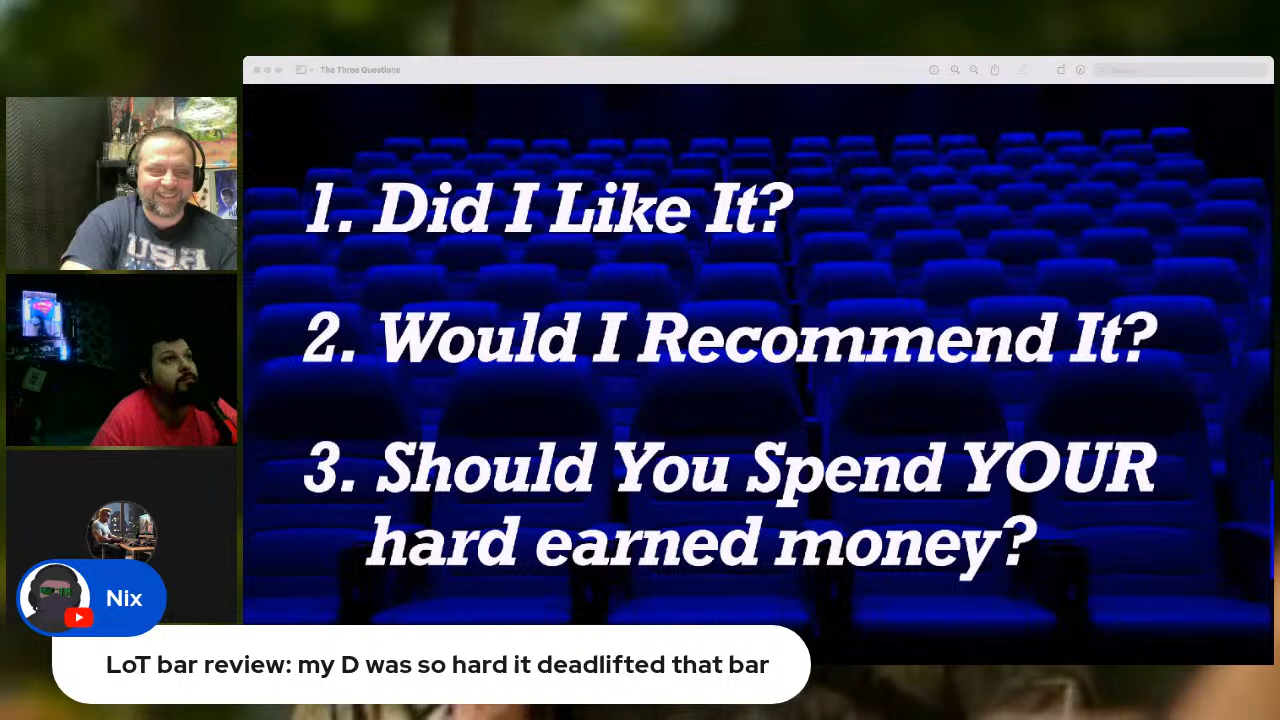 The Three Questions
1. Did I Like It?
2. Would I Recommend It?
3. Should You Spend YOUR
hard earned money?
USA
Nix
LoT bar review: my D was so hard it deadlifted that bar